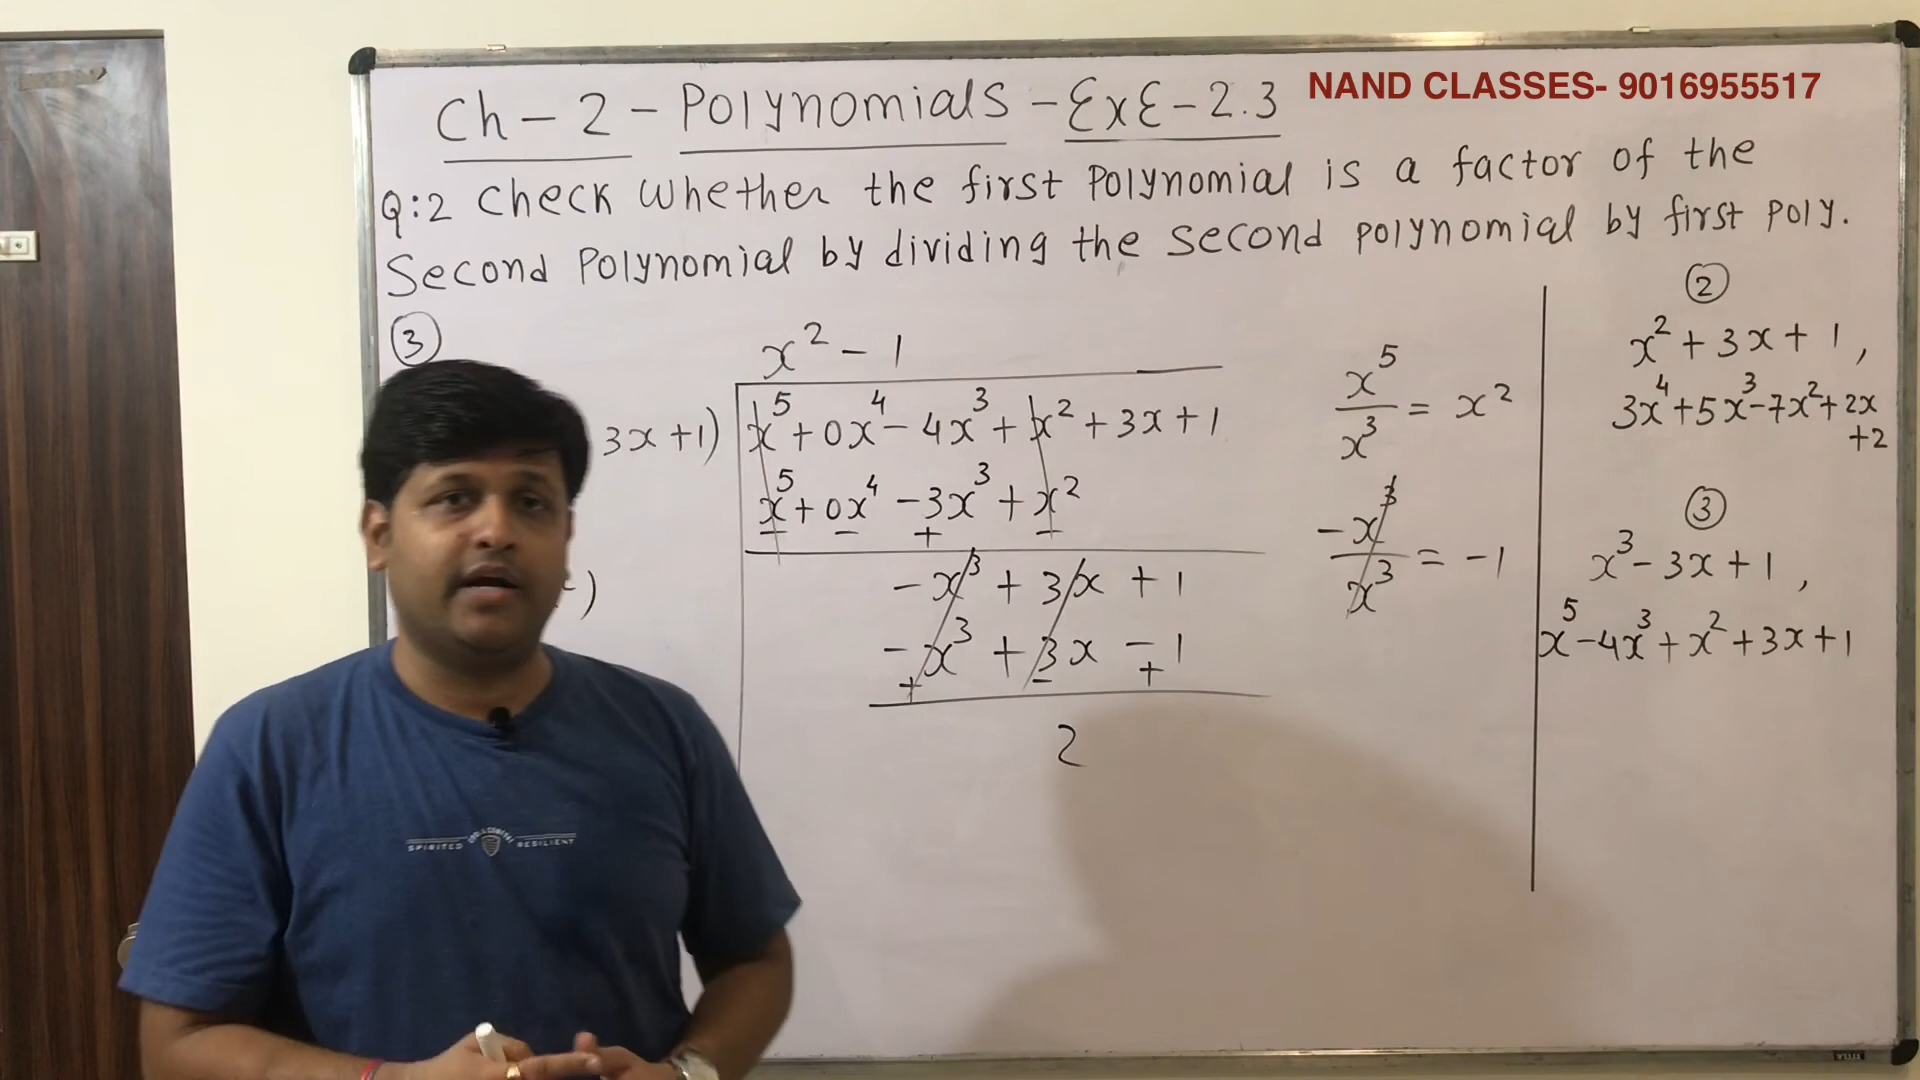 Ch-2-Polynomials-ExE-2.3
NAND CLASSES- 9016955517
Q:2 Check Whether the first Polynomial is a factor of the
Second Polynomial by dividing the second polynomial by first poly.
③
x² - 1
3x+1) x⁵+0x⁴-4x³+x²+3x+1
x⁵+0x⁴-3x³+x²
- - + -
-x³+3x+1
-x³+3x-1
+ - +
2
x⁵/x³ = x²
-x³/x³ = -1
②
x²+3x+1,
3x⁴+5x³-7x²+2x
+2
③
x³-3x+1,
x⁵-4x³+x²+3x+1
SPIRITED RESILIENT